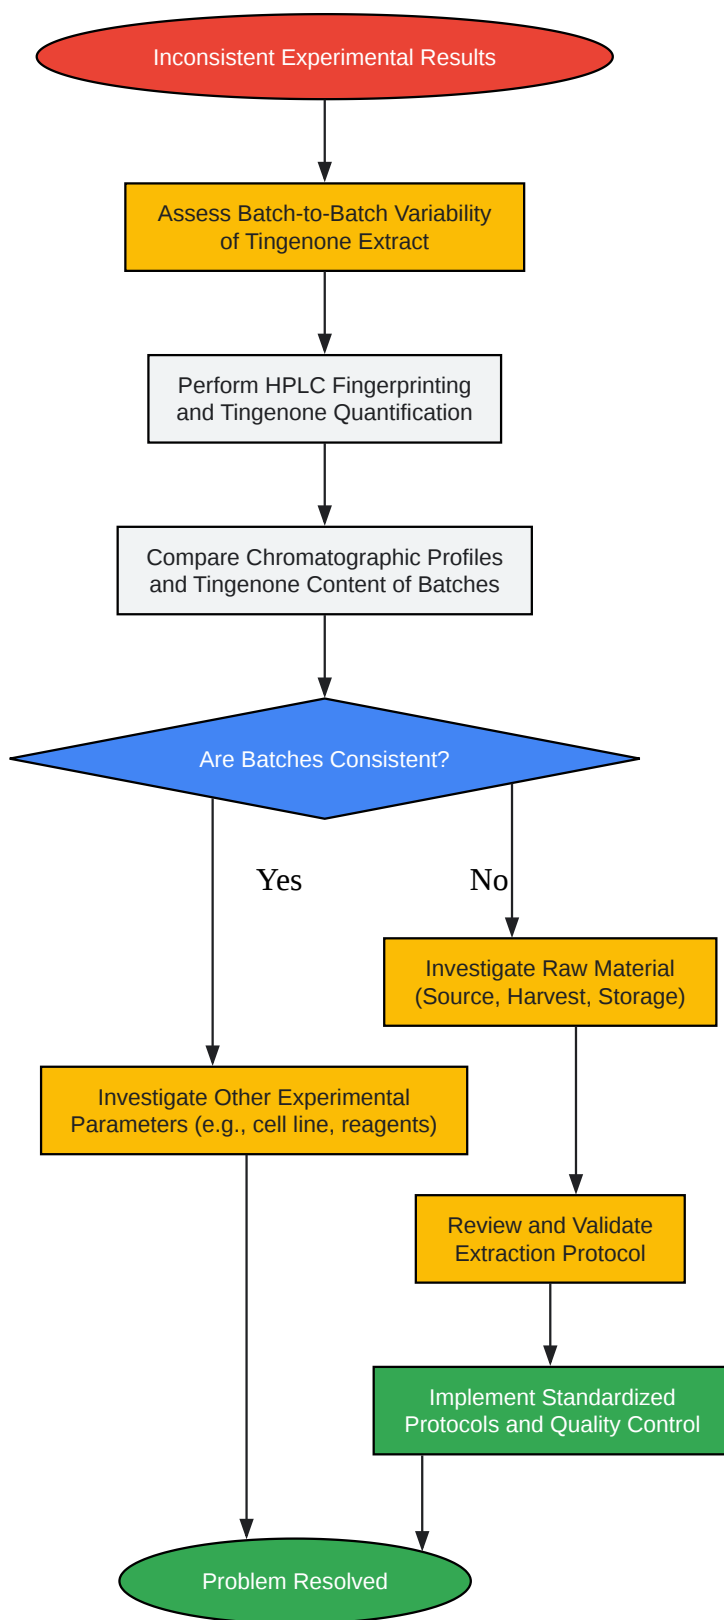 Inconsistent Experimental Results
Assess Batch-to-Batch Variability
of Tingenone Extract
Perform HPLC Fingerprinting
and Tingenone Quantification
Compare Chromatographic Profiles
and Tingenone Content of Batches
Are Batches Consistent?
Yes
No
Investigate Raw Material
(Source, Harvest, Storage)
Investigate Other Experimental
Parameters (e.g., cell line, reagents)
Review and Validate
Extraction Protocol
Implement Standardized
Protocols and Quality Control
Problem Resolved